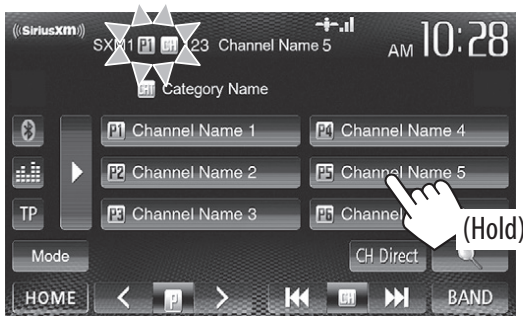 ((SiriusXM))
SXM1 P1 CH 123 Channel Name 5
AM 10:28
CAT Category Name
P1 Channel Name 1
P4 Channel Name 4
P2 Channel Name 2
P5 Channel Name 5
TP
P3 Channel Name 3
P6 Channel
(Hold)
Mode
CH Direct
HOME
P
CH
BAND